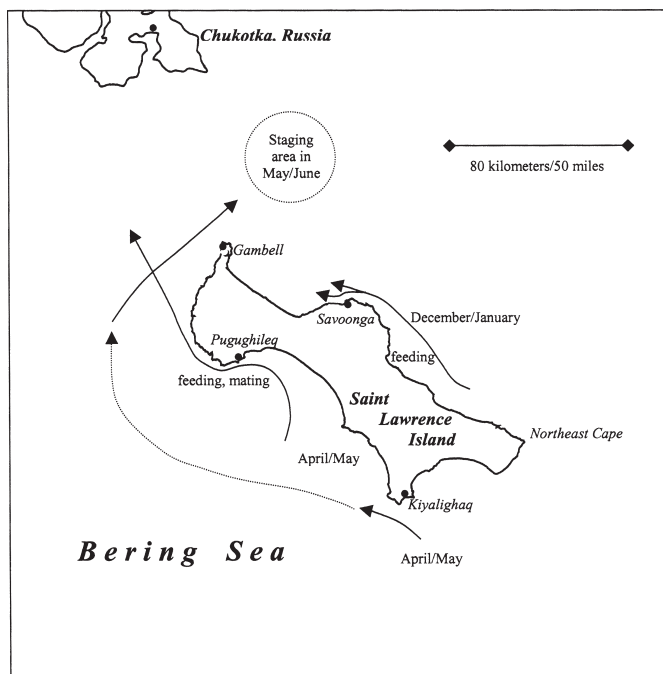 Chukotka. Russia
Staging
area in
May/June
80 kilometers/50 miles
Gambell
Savoonga
December/January
Pugughileq
feeding
feeding, mating
Saint
Lawrence
Island
Northeast Cape
April/May
Kiyalighaq
Bering Sea
April/May